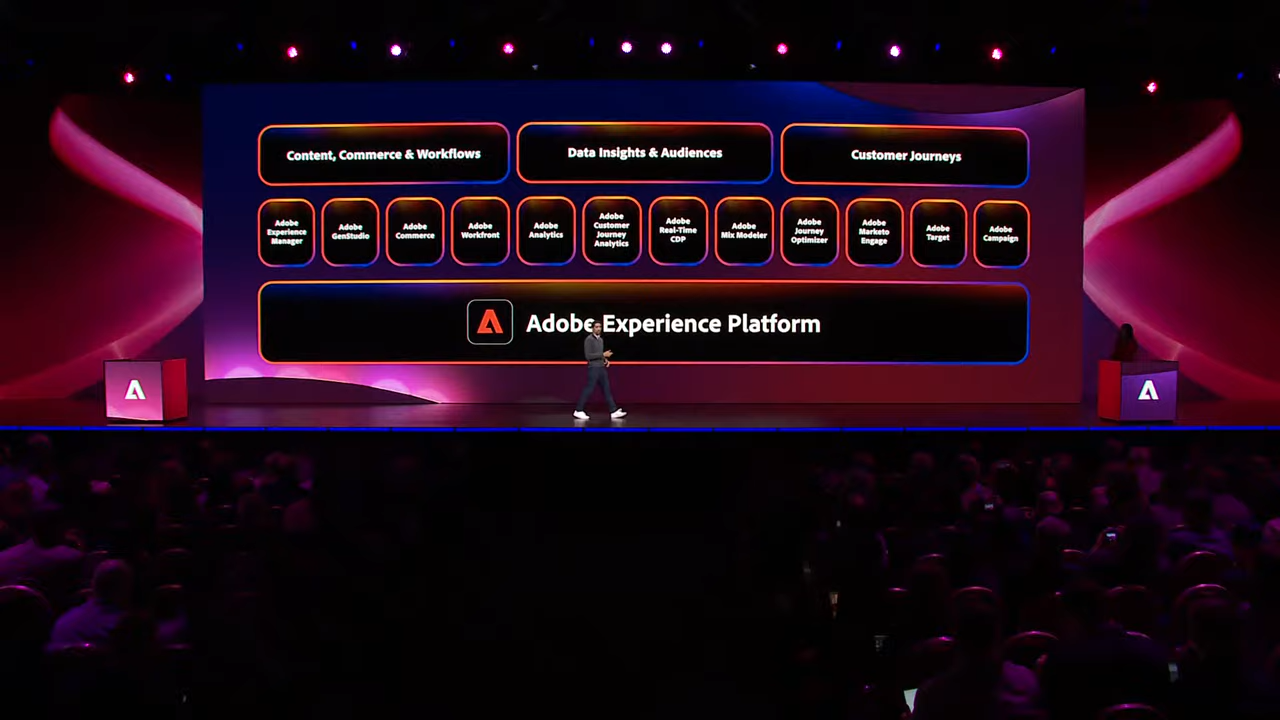 Content, Commerce & Workflows
Data Insights & Audiences
Customer Journeys
Adobe
Experience
Manager
Adobe
GenStudio
Adobe
Commerce
Adobe
Workfront
Adobe
Analytics
Adobe
Customer
Journey
Analytics
Adobe
Real-Time
CDP
Adobe
Mix Modeler
Adobe
Journey
Optimizer
Adobe
Marketo
Engage
Adobe
Target
Adobe
Campaign
Adobe Experience Platform